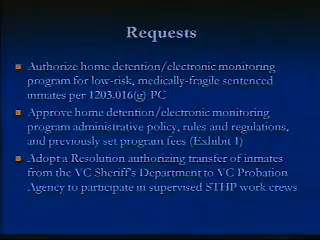 Requests
Authorize home detention/electronic monitoring
program for low-risk, medically-fragile sentenced
inmates per 1203.016(g) PC
Approve home detention/electronic monitoring
program administrative policy, rules and regulations,
and previously set program fees (Exhibit 1)
Adopt a Resolution authorizing transfer of inmates
from the VC Sheriff's Department to VC Probation
Agency to participate in supervised STHP work crews